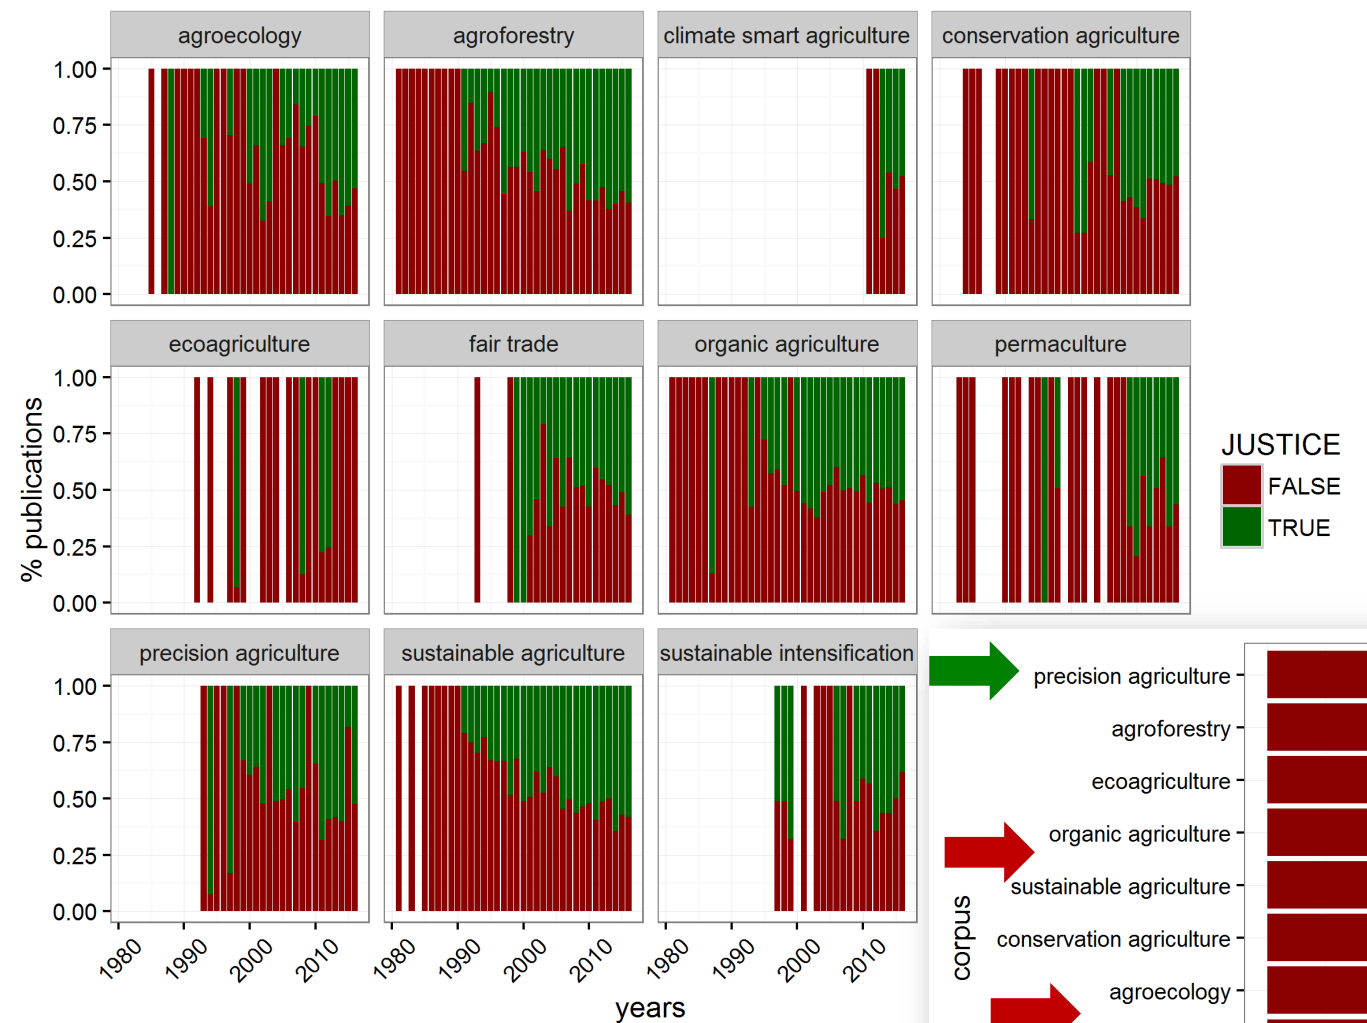 agroecology agroforestry climate smart agriculture conservation agriculture
1.00
0.75
0.50
0.25
0.00
ecoagriculture fair trade organic agriculture permaculture
1.00
0.75
0.50
0.25
0.00
% publications
JUSTICE
FALSE
TRUE
precision agriculture sustainable agriculture sustainable intensification
1.00
0.75
0.50
0.25
0.00
1980 1990 2000 2010 1980 1990 2000 2010 1980 1990 2000 2010
years
precision agriculture
agroforestry
ecoagriculture
organic agriculture
sustainable agriculture
conservation agriculture
agroecology
corpus